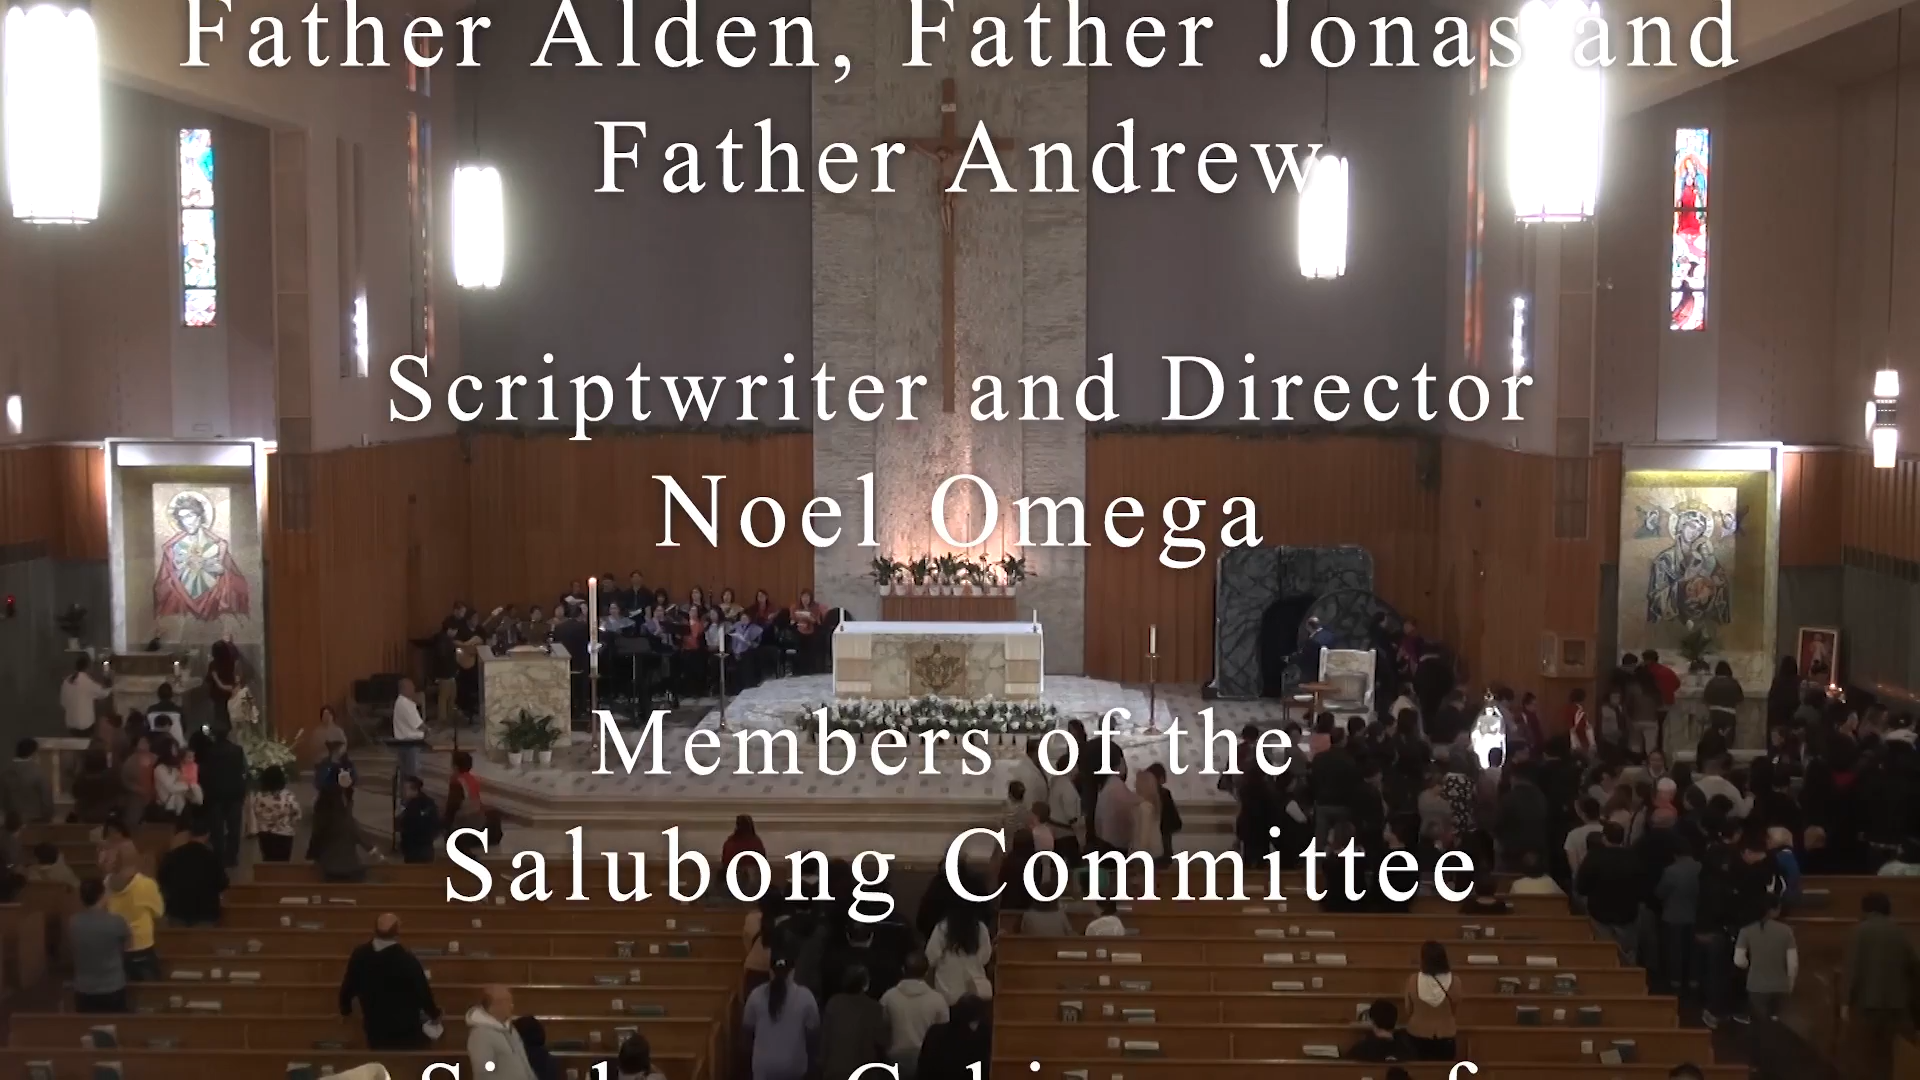 Father Alden, Father Jonas and
Father Andrew
Scriptwriter and Director
Noel Omega
Members of the
Salubong Committee